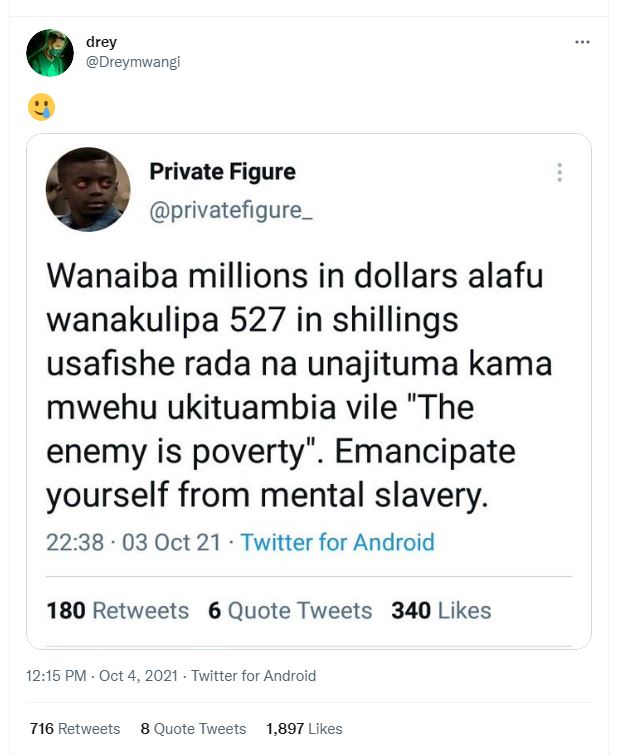 drey
@Dreymwangi
🥲
Private Figure
@privatefigure_
Wanaiba millions in dollars alafu
wanakulipa 527 in shillings
usafishe rada na unajituma kama
mwehu ukituambia vile "The
enemy is poverty". Emancipate
yourself from mental slavery.
22:38 · 03 Oct 21 · Twitter for Android
180 Retweets 6 Quote Tweets 340 Likes
12:15 PM · Oct 4, 2021 · Twitter for Android
716 Retweets 8 Quote Tweets 1,897 Likes